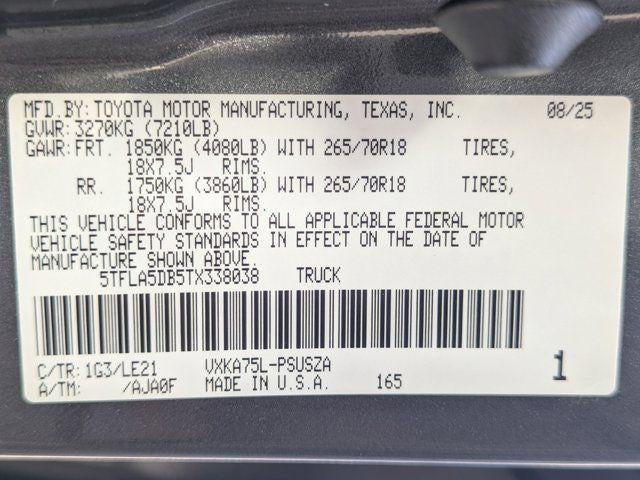 MFD.BY:TOYOTA MOTOR MANUFACTURING, TEXAS, INC. 08/25
GVWR: 3270KG (7210LB)
GAWR:FRT. 1850KG (4080LB) WITH 265/70R18 TIRES,
18X7.5J RIMS.
RR. 1750KG (3860LB) WITH 265/70R18 TIRES,
18X7.5J RIMS.
THIS VEHICLE CONFORMS TO ALL APPLICABLE FEDERAL MOTOR
VEHICLE SAFETY STANDARDS IN EFFECT ON THE DATE OF
MANUFACTURE SHOWN ABOVE.
5TFLA5DB5TX338038 TRUCK
C/TR: 1G3/LE21 VXKA75L-PSUSZA 1
A/TM: /AJA0F MADE IN U.S.A. 165